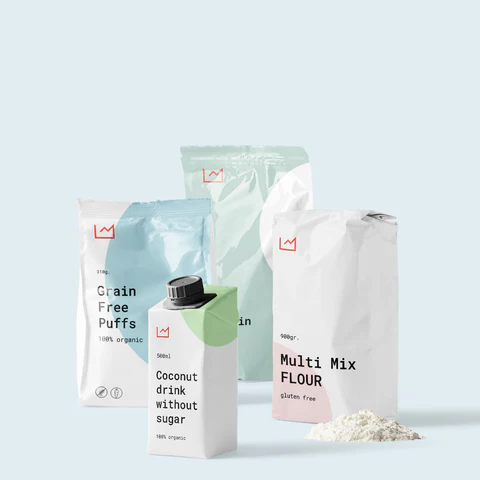 310g.
Grain
Free
Puffs
100% organic
in
500ml
Coconut
drink
without
sugar
100% organic
900gr.
Multi Mix
FLOUR
gluten free